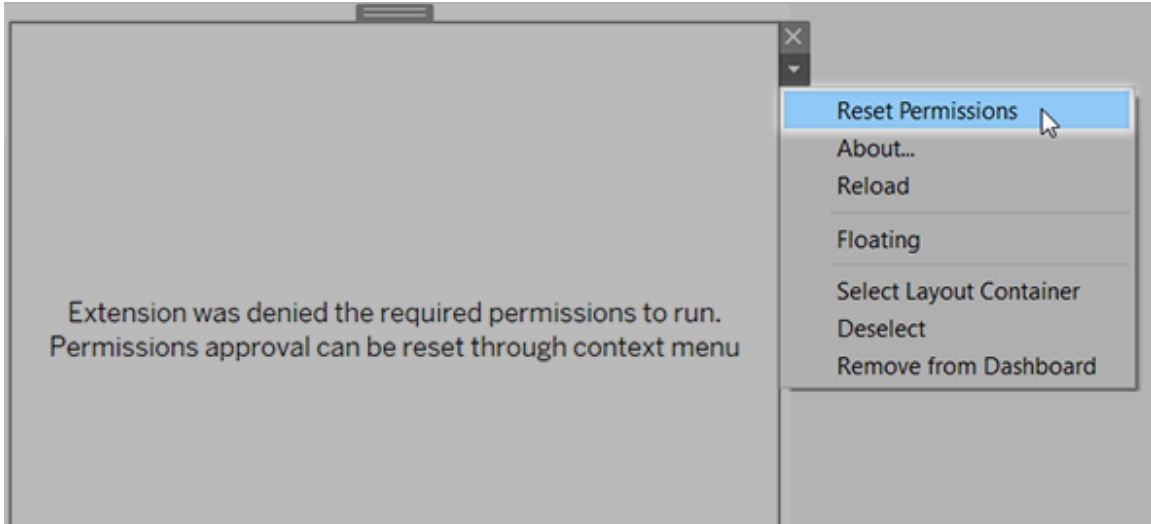 Extension was denied the required permissions to run.
Permissions approval can be reset through context menu
Reset Permissions
About...
Reload
Floating
Select Layout Container
Deselect
Remove from Dashboard